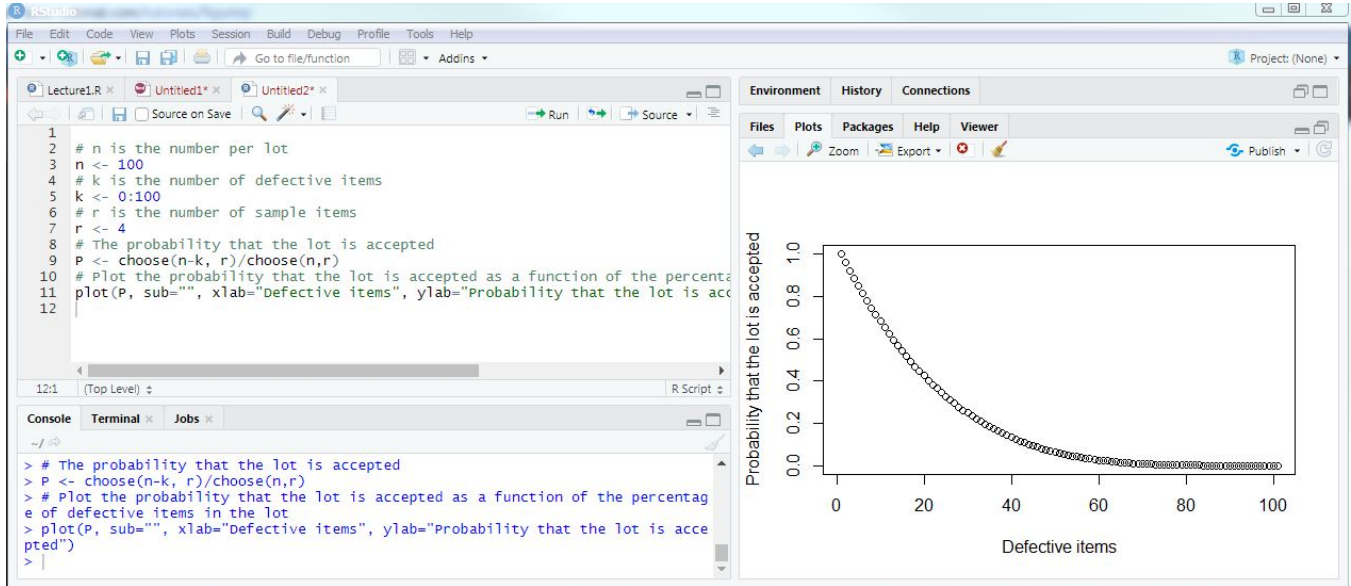 RStudio
File Edit Code View Plots Session Build Debug Profile Tools Help
Go to file/function Addins Project: (None)
Lecture1.R Untitled1* Untitled2*
Source on Save Run Source
1
2 # n is the number per lot
3 n <- 100
4 # k is the number of defective items
5 k <- 0:100
6 # r is the number of sample items
7 r <- 4
8 # The probability that the lot is accepted
9 P <- choose(n-k, r)/choose(n,r)
10 # Plot the probability that the lot is accepted as a function of the percenta
11 plot(P, sub="", xlab="Defective items", ylab="Probability that the lot is acc
12
12:1 (Top Level) R Script
Console Terminal Jobs
~/
> # The probability that the lot is accepted
> P <- choose(n-k, r)/choose(n,r)
> # Plot the probability that the lot is accepted as a function of the percentag
e of defective items in the lot
> plot(P, sub="", xlab="Defective items", ylab="Probability that the lot is acce
pted")
>
Environment History Connections
Files Plots Packages Help Viewer
Zoom Export Publish
Probability that the lot is accepted
1.0
0.8
0.6
0.4
0.2
0.0
0 20 40 60 80 100
Defective items